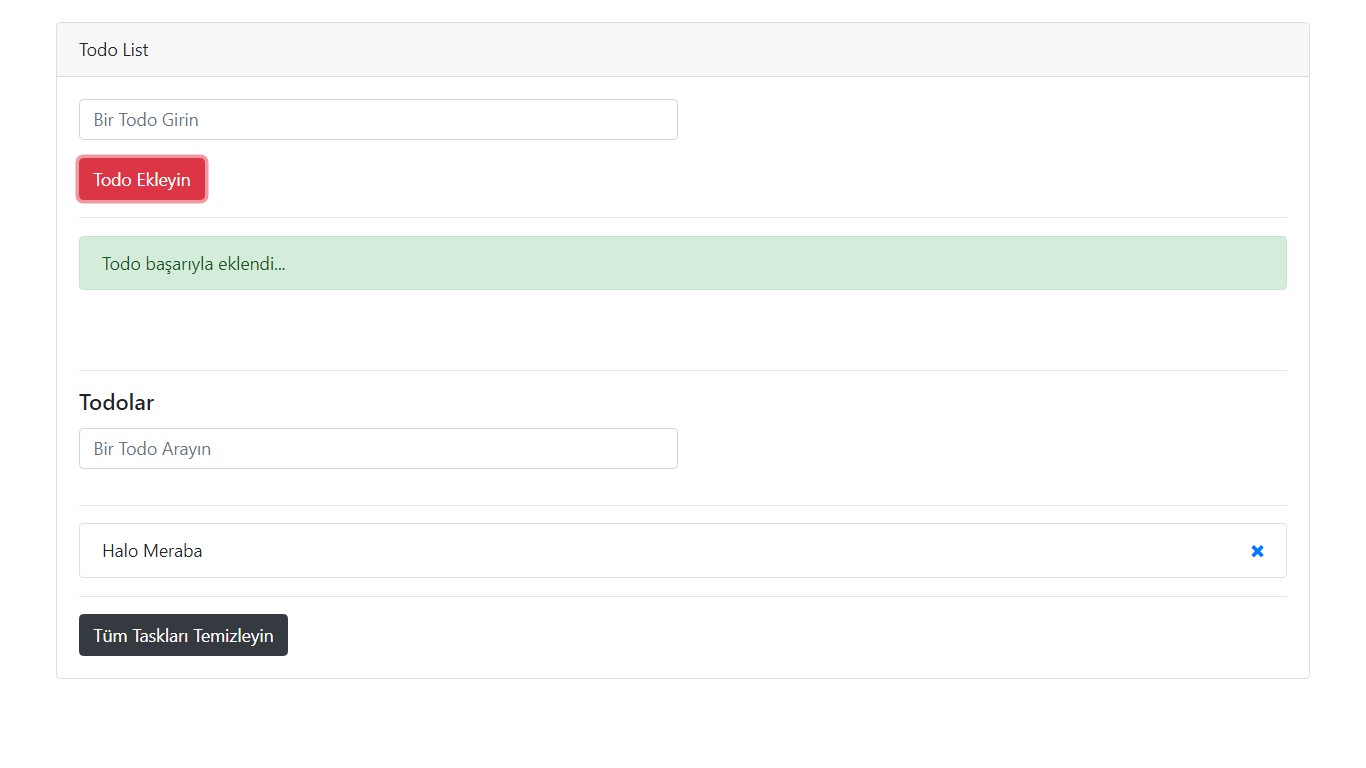 Todo List
Bir Todo Girin
Todo Ekleyin
Todo başarıyla eklendi...
Todolar
Bir Todo Arayın
Halo Meraba
Tüm Taskları Temizleyin